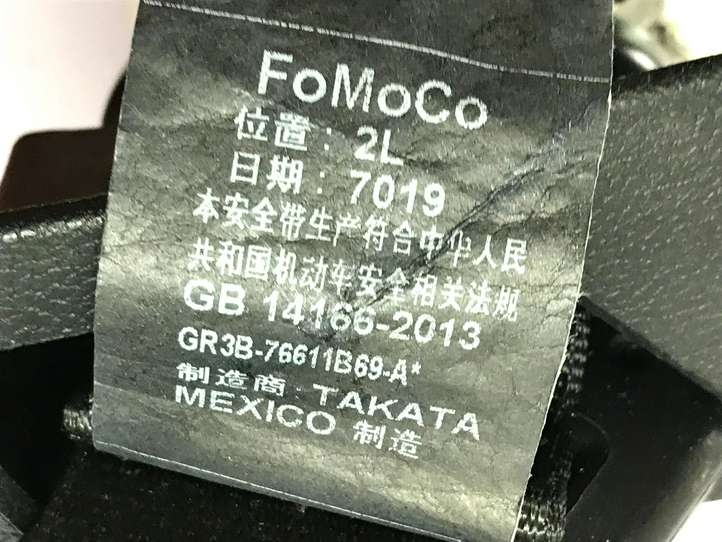 FoMoCo
位置: 2L
日期: 7019
本安全带生产符合中华人民
共和国机动车安全相关法规
GB 14166-2013
GR3B-76611B69-A*
制造商 TAKATA
MEXICO 制造